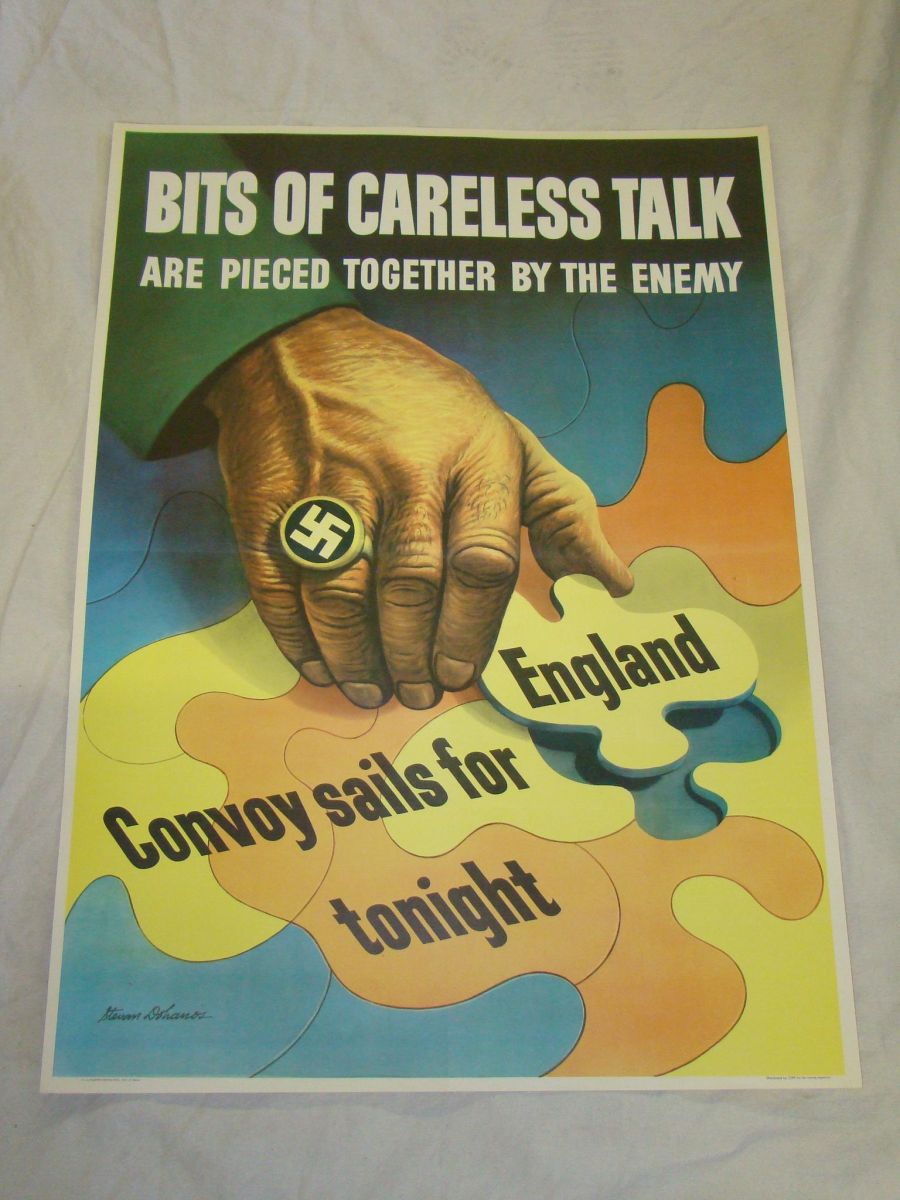 BITS OF CARELESS TALK
ARE PIECED TOGETHER BY THE ENEMY
England
Convoy sails for
tonight
Stevan Dohanos